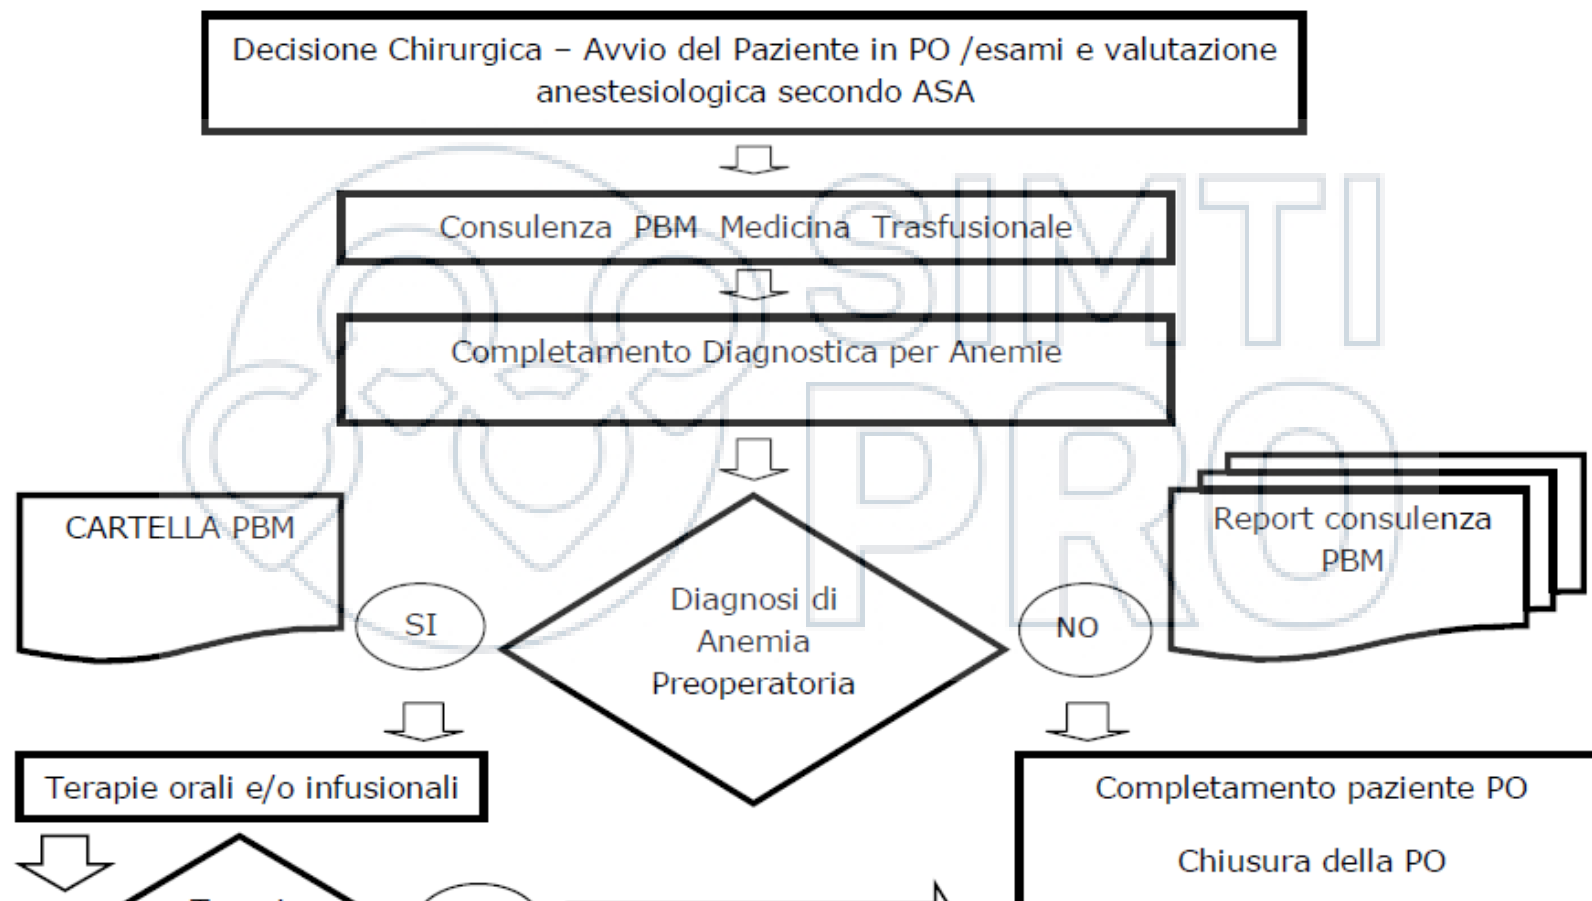 Decisione Chirurgica – Avvio del Paziente in PO /esami e valutazione
anestesiologica secondo ASA
Consulenza PBM Medicina Trasfusionale
Completamento Diagnostica per Anemie
SIMTI
PRO
CARTELLA PBM
Report consulenza
PBM
SI
Diagnosi di
Anemia
Preoperatoria
NO
Terapie orali e/o infusionali
Completamento paziente PO
Chiusura della PO